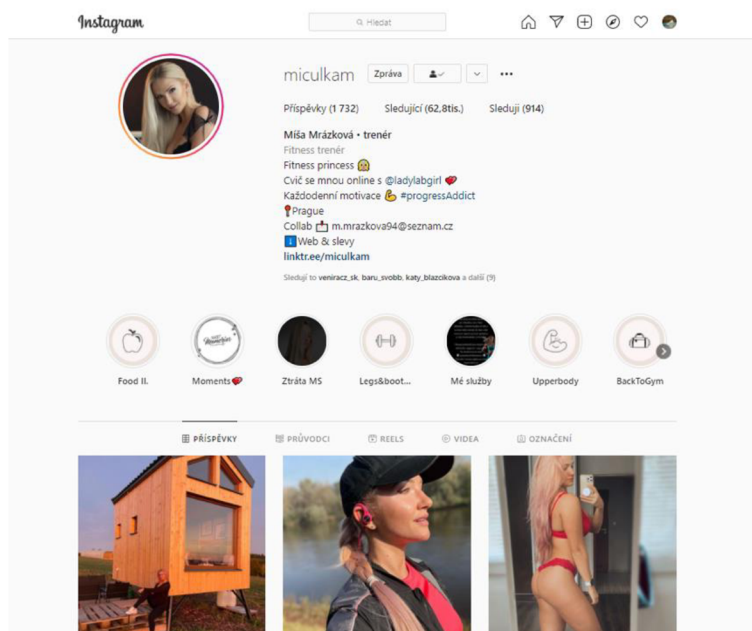 Instagram
Hledat
miculkam Zpráva
Příspěvky (1 732) Sledující (62,8tis.) Sleduji (914)
Míša Mrázková • trenér
Fitness trenér
Fitness princess
Cvič se mnou online s @ladylabgirl
Každodenní motivace #progressAddict
Prague
Collab m.mrazkova94@seznam.cz
Web & slevy
linktr.ee/miculkam
Sledují to veniracz_sk, baru_svobb, katy_blazcikova a další (9)
Memories
Food II. Moments Ztráta MS Legs&boot... Mé služby Upperbody BackToGym
PŘÍSPĚVKY PRŮVODCI REELS VIDEA OZNAČENÍ